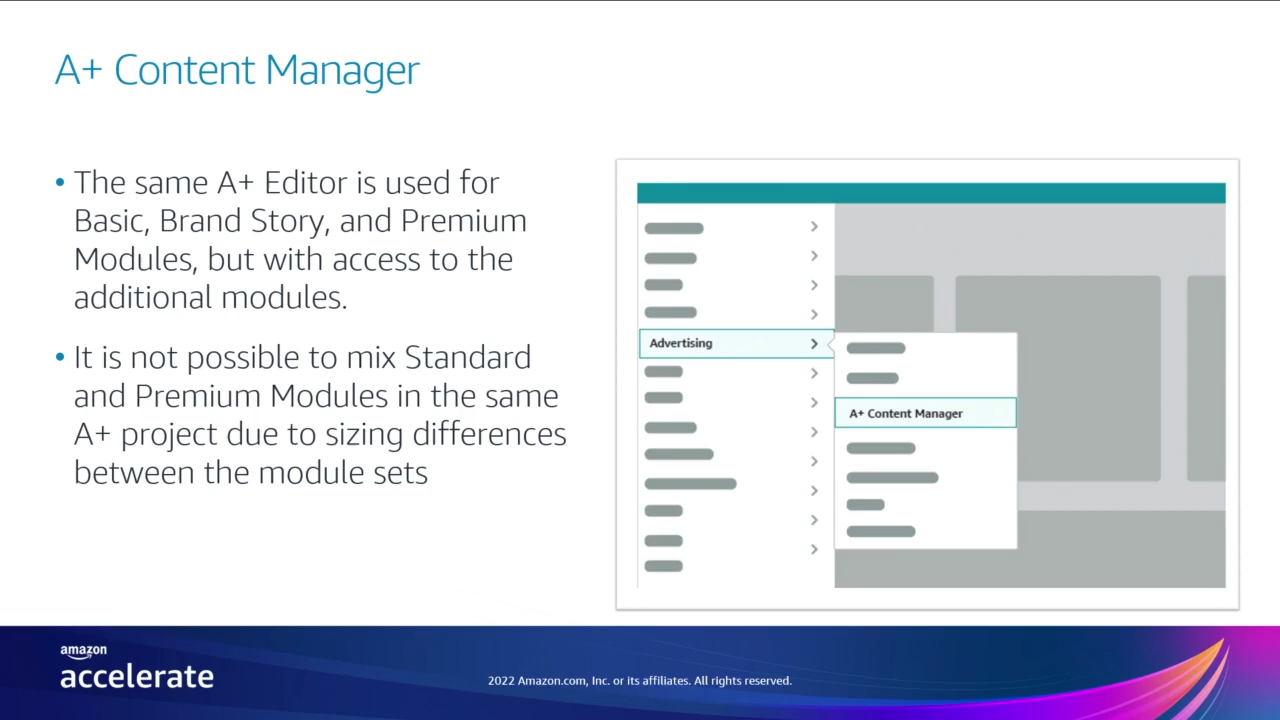 A+ Content Manager
• The same A+ Editor is used for
Basic, Brand Story, and Premium
Modules, but with access to the
additional modules.
• It is not possible to mix Standard
and Premium Modules in the same
A+ project due to sizing differences
between the module sets
Advertising
A+ Content Manager
amazon
accelerate
2022 Amazon.com, Inc. or its affiliates. All rights reserved.